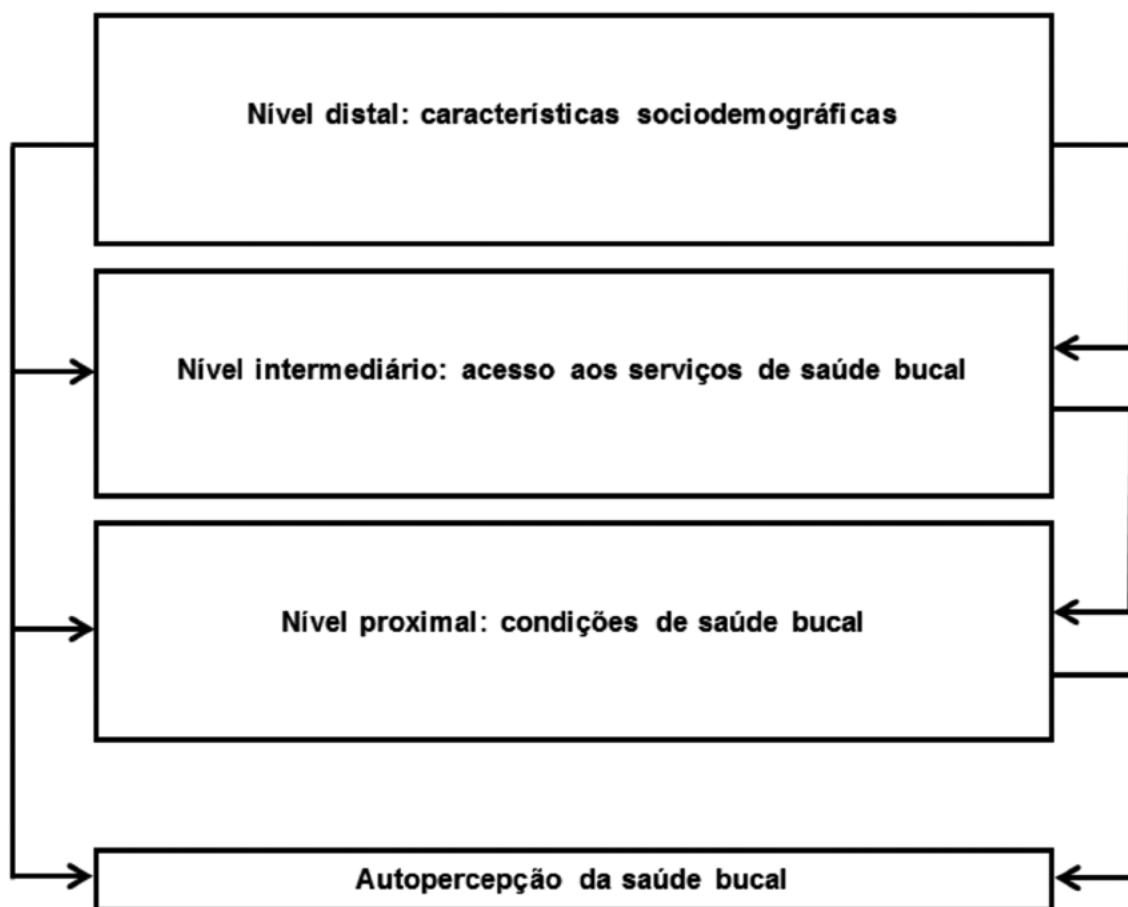 Nível distal: característisticas sociodemográficas
Nível intermediário: acesso aos serviços de saúde bucal
Nível proximal: condições de saúde bucal
Autopercepção da saúde bucal